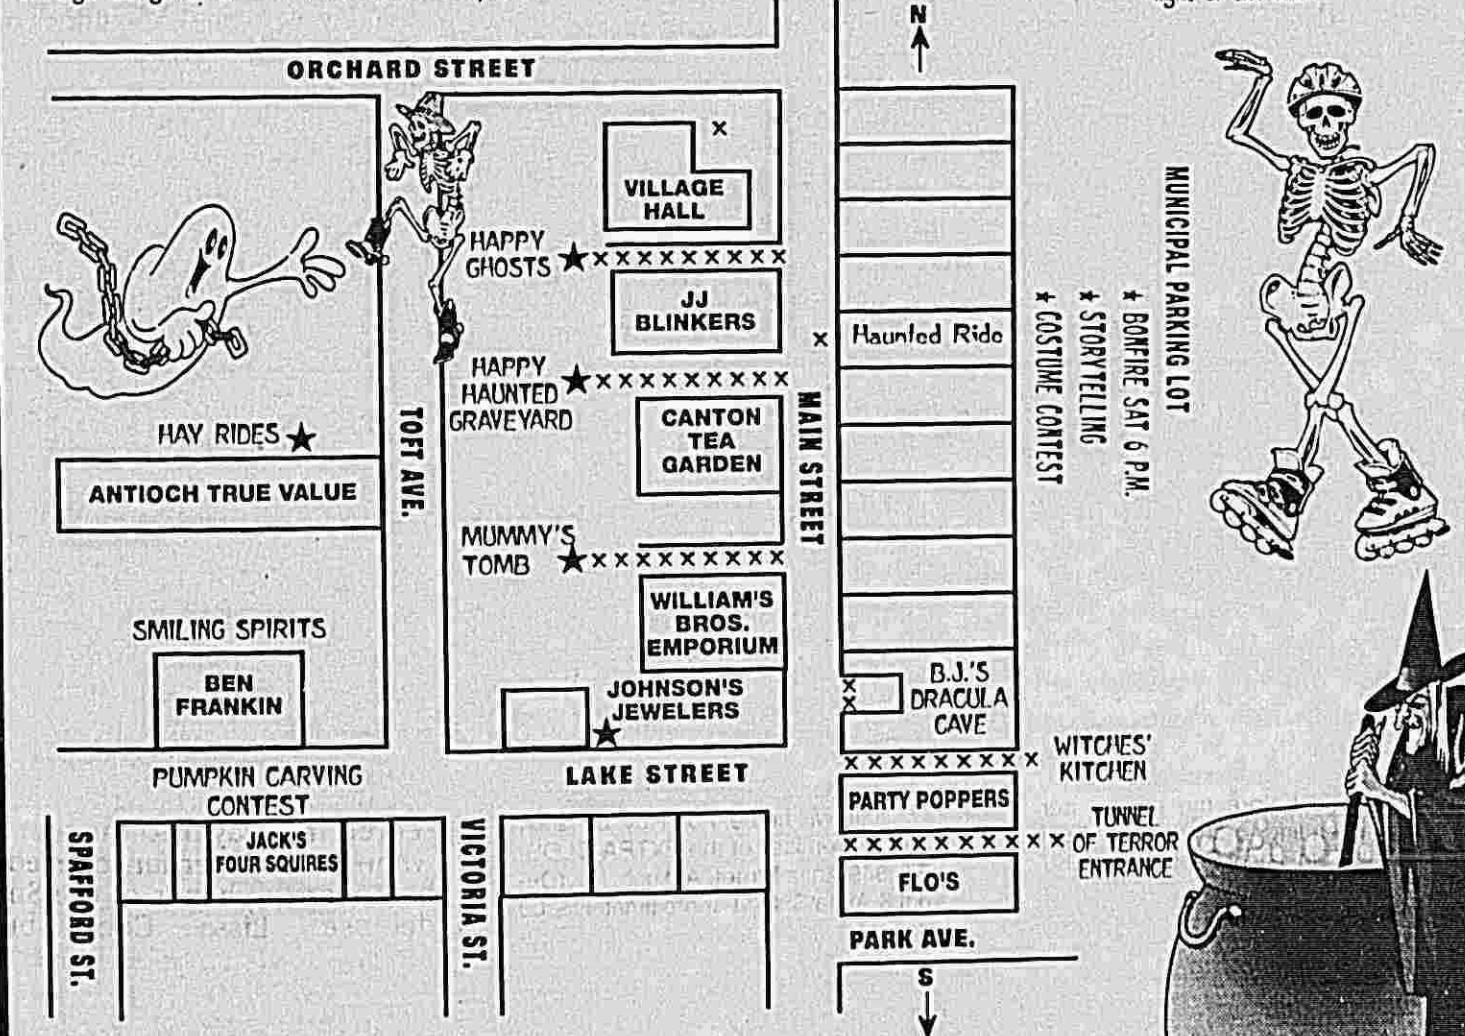 N
ORCHARD STREET
VILLAGE
HALL
x
HAPPY
GHOSTS ★ x x x x x x x x x
JJ
BLINKERS
x
Haunted Ride
HAPPY
HAUNTED
GRAVEYARD
★ x x x x x x x x x
CANTON
TEA
GARDEN
MAIN STREET
TOFT AVE.
HAY RIDES ★
ANTIOCH TRUE VALUE
MUMMY'S
TOMB ★ x x x x x x x x x
WILLIAM'S
BROS.
EMPORIUM
SMILING SPIRITS
BEN
FRANKIN
JOHNSON'S
JEWELERS
★
x
x
B.J.'S
DRACULA
CAVE
MUNICIPAL PARKING LOT
★ BONFIRE SAT 6 P.M.
★ STORYTELLING
★ COSTUME CONTEST
LAKE STREET
x x x x x x x x x x
WITCHES'
KITCHEN
PUMPKIN CARVING
CONTEST
PARTY POPPERS
x x x x x x x x x x x
TUNNEL
OF TERROR
ENTRANCE
SPAFFORD ST.
JACK'S
FOUR SQUIRES
VICTORIA ST.
FLO'S
PARK AVE.
S